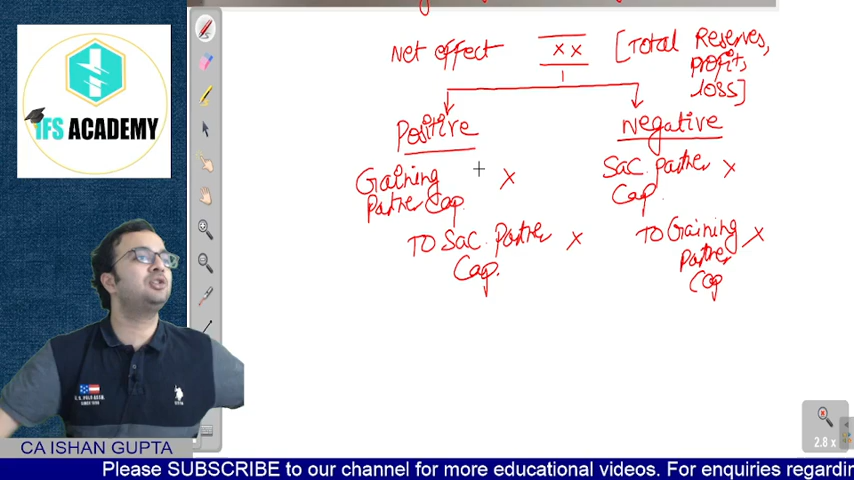 Net effect xx [Total Reserves,
profits,
loss]
Positive
Negative
Gaining x
Partner Cap.
Sac. partner x
Cap.
TO Sac. Partner x
Cap.
TO Gaining x
Partner
Cap
IFS ACADEMY
CA ISHAN GUPTA
2.8 x
Please SUBSCRIBE to our channel for more educational videos. For enquiries regardin